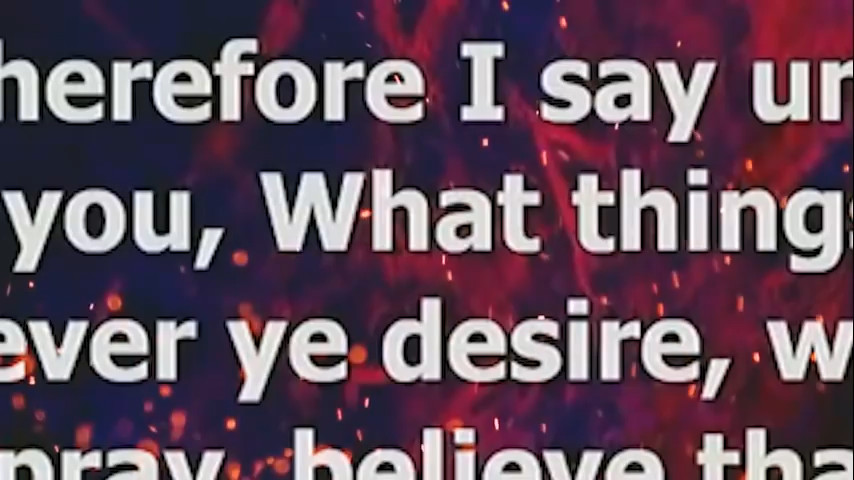 herefore I say un
you, What things
ever ye desire, w
pray, believe tha